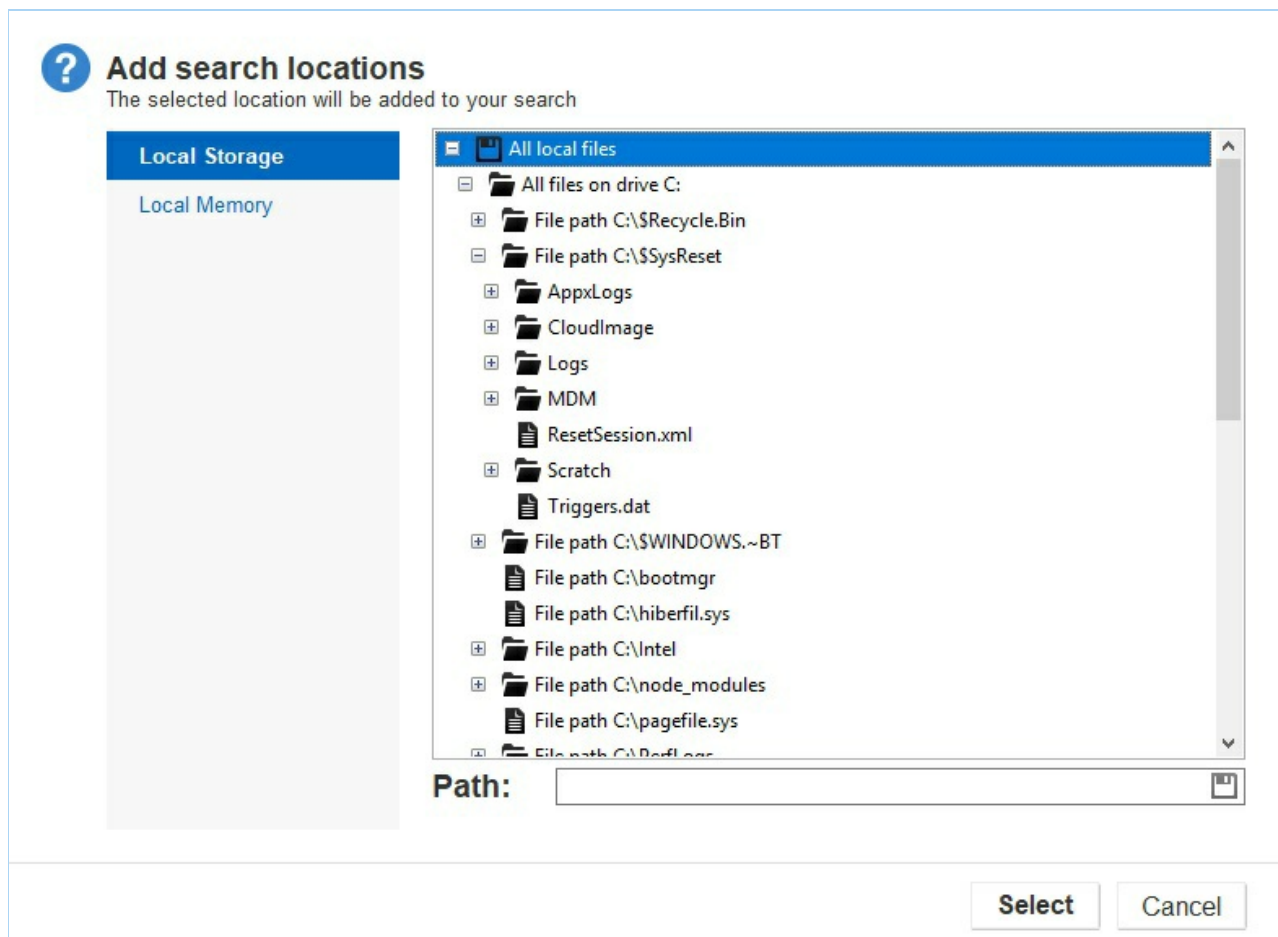 Add search locations
The selected location will be added to your search
Local Storage
Local Memory
All local files
All files on drive C:
File path C:\$Recycle.Bin
File path C:\$SysReset
AppxLogs
CloudImage
Logs
MDM
ResetSession.xml
Scratch
Triggers.dat
File path C:\$WINDOWS.~BT
File path C:\bootmgr
File path C:\hiberfil.sys
File path C:\Intel
File path C:\node_modules
File path C:\pagefile.sys
File path C:\PerfLogs
Path:
Select
Cancel